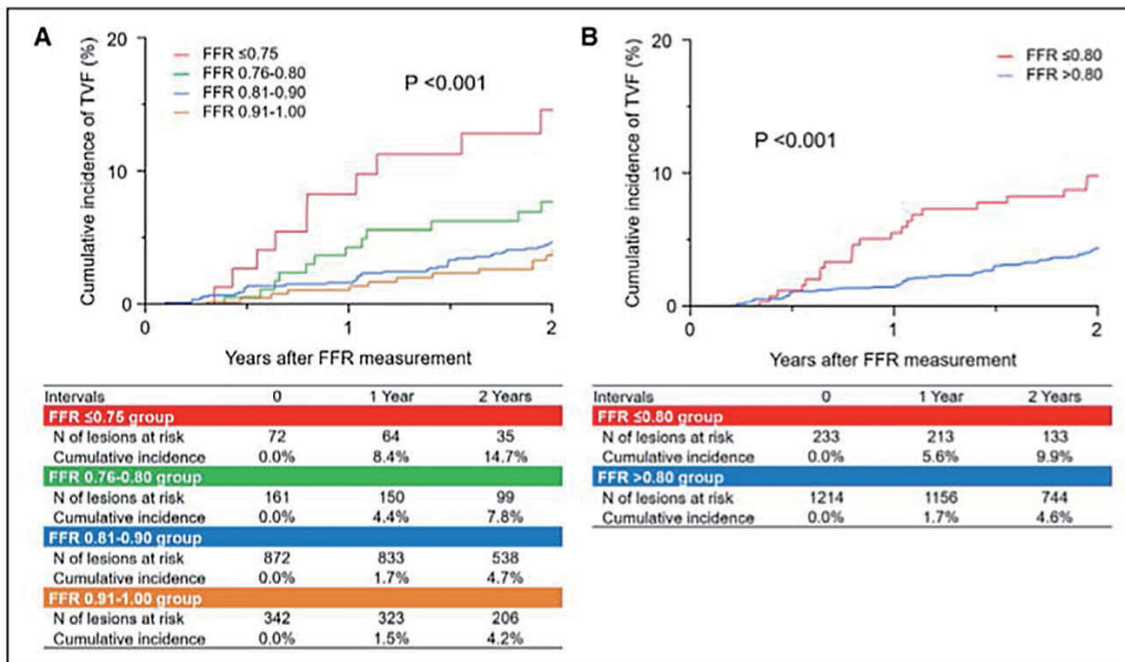 A
Cumulative incidence of TVF (%)
20
10
0
FFR ≤0.75
FFR 0.76-0.80
FFR 0.81-0.90
FFR 0.91-1.00
P <0.001
0 1 2
Years after FFR measurement
Intervals 0 1 Year 2 Years
FFR ≤0.75 group
N of lesions at risk 72 64 35
Cumulative incidence 0.0% 8.4% 14.7%
FFR 0.76-0.80 group
N of lesions at risk 161 150 99
Cumulative incidence 0.0% 4.4% 7.8%
FFR 0.81-0.90 group
N of lesions at risk 872 833 538
Cumulative incidence 0.0% 1.7% 4.7%
FFR 0.91-1.00 group
N of lesions at risk 342 323 206
Cumulative incidence 0.0% 1.5% 4.2%
B
Cumulative incidence of TVF (%)
20
10
0
FFR ≤0.80
FFR >0.80
P <0.001
0 1 2
Years after FFR measurement
Intervals 0 1 Year 2 Years
FFR ≤0.80 group
N of lesions at risk 233 213 133
Cumulative incidence 0.0% 5.6% 9.9%
FFR >0.80 group
N of lesions at risk 1214 1156 744
Cumulative incidence 0.0% 1.7% 4.6%